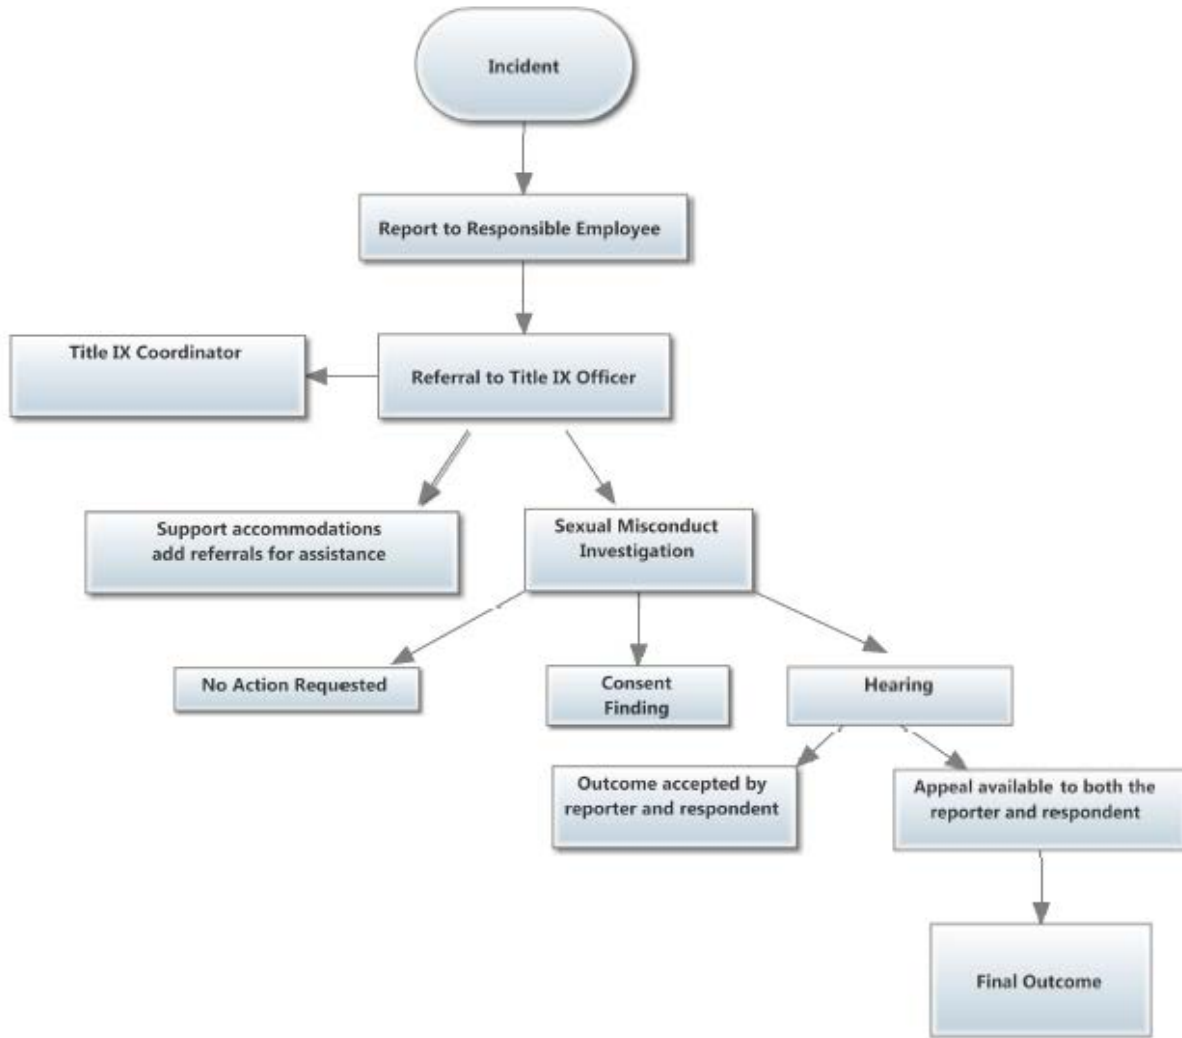 Incident
Report to Responsible Employee
Title IX Coordinator
Referral to Title IX Officer
Support accommodations
add referrals for assistance
Sexual Misconduct
Investigation
No Action Requested
Consent
Finding
Hearing
Outcome accepted by
reporter and respondent
Appeal available to both the
reporter and respondent
Final Outcome